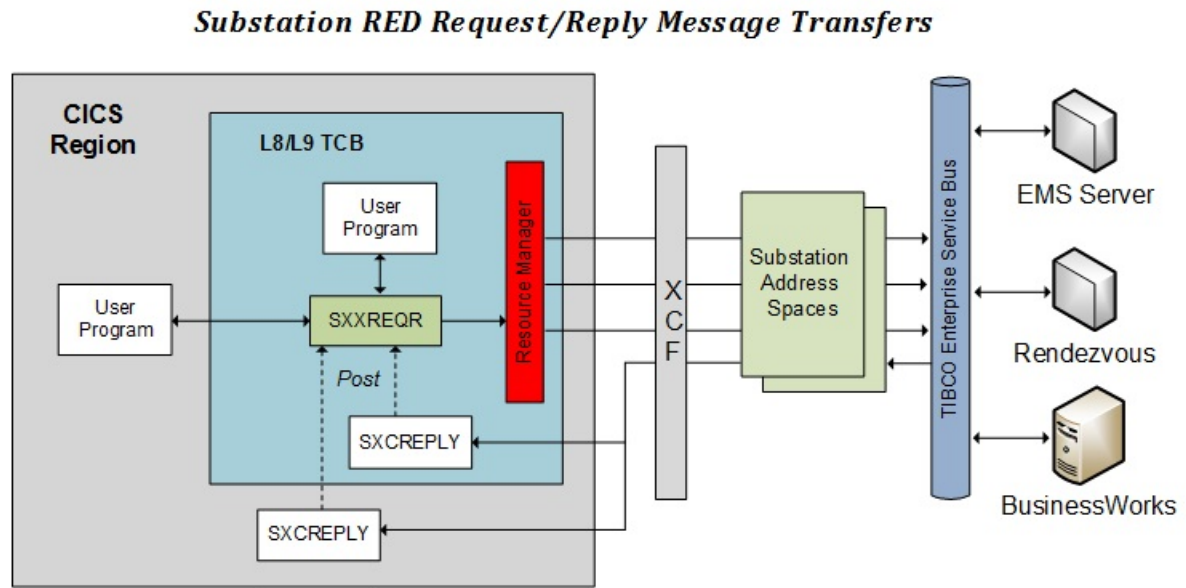 Substation RED Request/Reply Message Transfers
CICS
Region
L8/L9 TCB
User
Program
User
Program
SXXREQR
Resource Manager
Post
SXCREPLY
SXCREPLY
X
C
F
Substation
Address
Spaces
TIBCO Enterprise Service Bus
EMS Server
Rendezvous
BusinessWorks